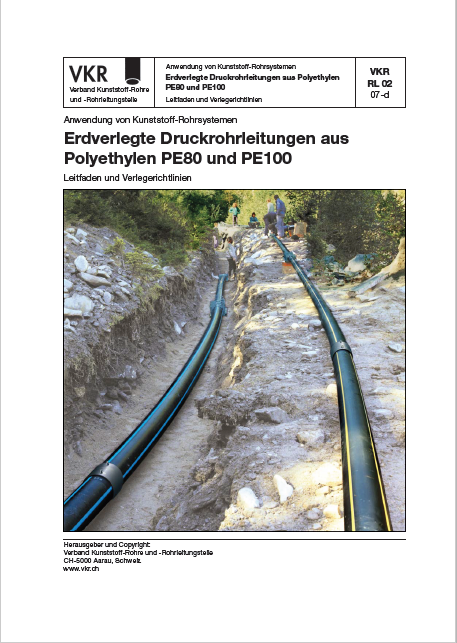 VKR
Verband Kunststoff-Rohre
und -Rohrleitungsteile
Anwendung von Kunststoff-Rohrsystemen
Erdverlegte Druckrohrleitungen aus Polyethylen
PE80 und PE100
Leitfaden und Verlegerichtlinien
VKR
RL 02
07-d
Anwendung von Kunststoff-Rohrsystemen
Erdverlegte Druckrohrleitungen aus
Polyethylen PE80 und PE100
Leitfaden und Verlegerichtlinien
Herausgeber und Copyright:
Verband Kunststoff-Rohre und -Rohrleitungsteile
CH-5000 Aarau, Schweiz
www.vkr.ch